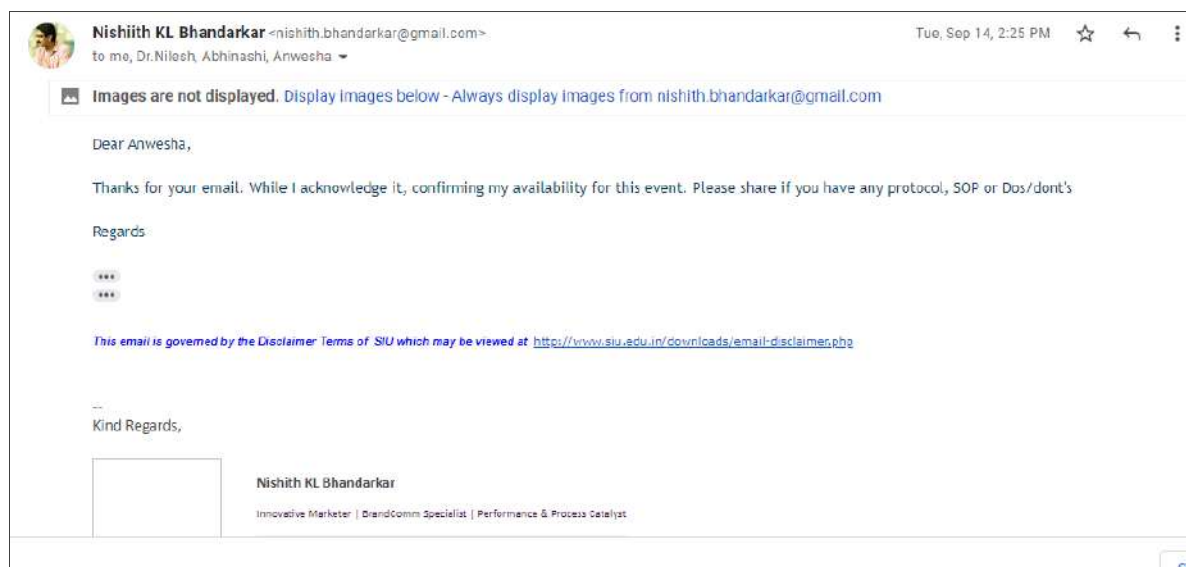 Nishiith KL Bhandarkar <nishith.bhandarkar@gmail.com> Tue, Sep 14, 2:25 PM
to me, Dr.Nilesh, Abhinashi, Anwesha
Images are not displayed. Display images below - Always display images from nishith.bhandarkar@gmail.com
Dear Anwesha,
Thanks for your email. While I acknowledge it, confirming my availability for this event. Please share if you have any protocol, SOP or Dos/dont's
Regards
This email is governed by the Disclaimer Terms of SIU which may be viewed at http://www.siu.edu.in/downloads/email-disclaimer.php
--
Kind Regards,
Nishith KL Bhandarkar
Innovative Marketer | BrandComm Specialist | Performance & Process Catalyst